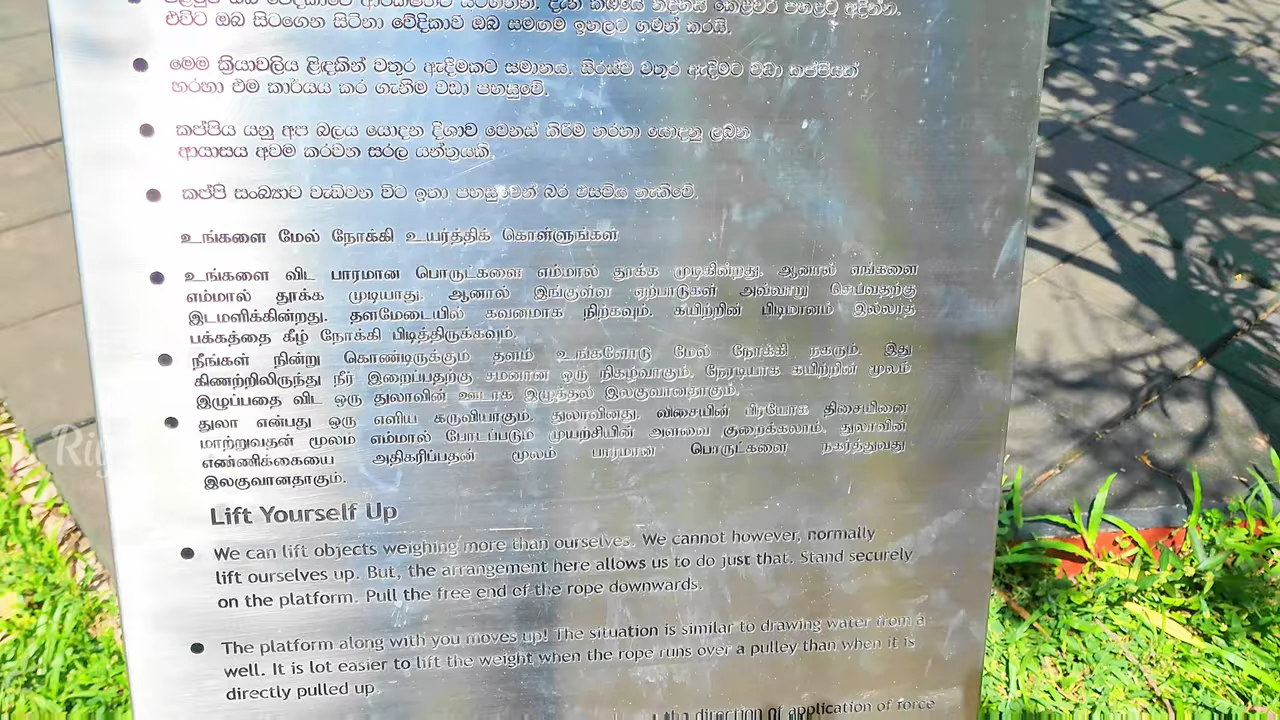 එවිට ඔබ සිටගෙන සිටිනා වේදිකාව ඔබ සමඟම ඉහලට ගමන් කරයි.
මෙම ක්‍රියාවලිය ළිඳකින් වතුර ඇදීමකට සමානය. සිරස්ව වතුර ඇදීමට වඩා කප්පියක්
හරහා එම කාර්යය කර ගැනීම වඩා පහසුවේ.
කප්පිය යනු අප බලය යොදන දිශාව වෙනස් කිරීම හරහා යොදනු ලබන
ආයාසය අවම කරවන සරල යන්ත්‍රයකි.
කප්පි සංඛ්‍යාව වැඩිවන විට ඉතා පහසුවෙන් බර එසවිය හැකිවේ.
உங்களை மேல் நோக்கி உயர்த்திக் கொள்ளுங்கள்
உங்களை விட பாரமான பொருட்களை எம்மால் தூக்க முடிகின்றது. ஆனால் எங்களை
எம்மால் தூக்க முடியாது. ஆனால் இங்குள்ள ஏற்பாடுகள் அவ்வாறு செய்வதற்கு
இடமளிக்கின்றது. தளமேடையில் கவனமாக நிற்கவும். கயிற்றின் பிடிமானம் இல்லாத
பக்கத்தை கீழ் நோக்கி பிடித்திருக்கவும்.
நீங்கள் நின்று கொண்டிருக்கும் தளம் உங்களோடு மேல் நோக்கி நகரும். இது
கிணற்றிலிருந்து நீர் இறைப்பதற்கு சமனான ஒரு நிகழ்வாகும். நேரடியாக கயிற்றின் மூலம்
இழுப்பதை விட ஒரு துலாவின் ஊடாக இழுத்தல் இலகுவானதாகும்.
துலா என்பது ஒரு எளிய கருவியாகும். துலாவினது விசையின் பிரயோக திசையினை
மாற்றுவதன் மூலம் எம்மால் போடப்படும் முயற்சியின் அளவை குறைக்கலாம். துலாவின்
எண்ணிக்கையை அதிகரிப்பதன் மூலம் பாரமான பொருட்களை நகர்த்துவது
இலகுவானதாகும்.
Lift Yourself Up
We can lift objects weighing more than ourselves. We cannot however, normally
lift ourselves up. But, the arrangement here allows us to do just that. Stand securely
on the platform. Pull the free end of the rope downwards.
The platform along with you moves up! The situation is similar to drawing water from a
well. It is lot easier to lift the weight when the rope runs over a pulley than when it is
directly pulled up.
the direction of application of force